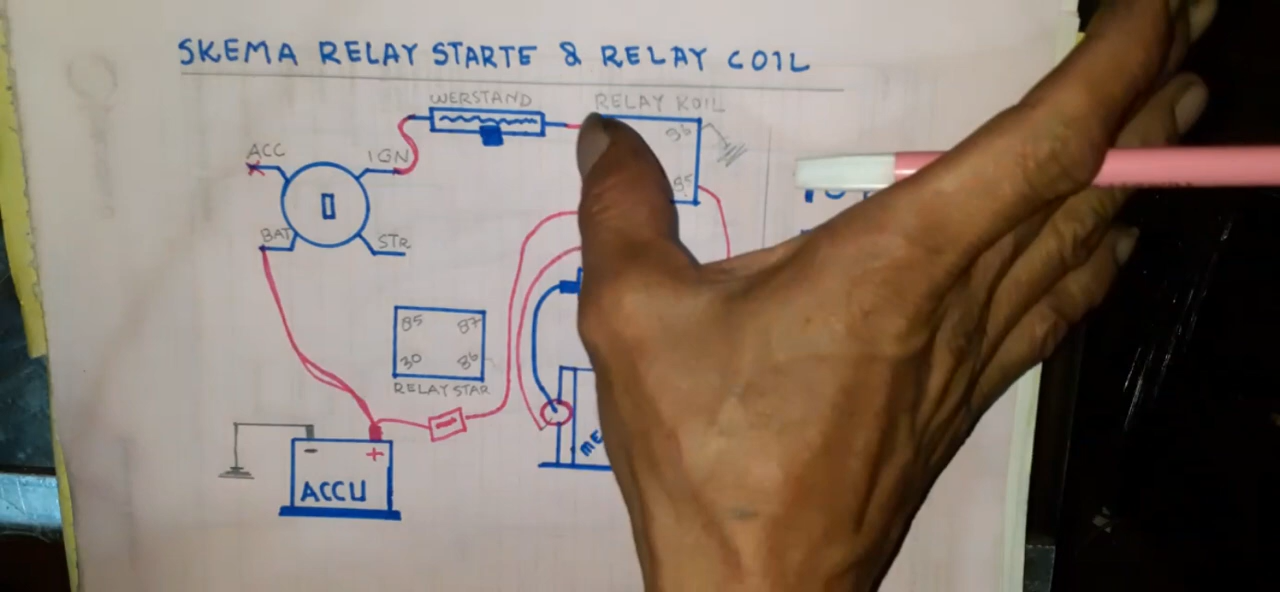 SKEMA RELAY STARTE & RELAY COIL
WERSTAND
RELAY KOIL
ACC
IGN
BAT
STR
85 87
30 86
RELAY STAR
- +
ACCU